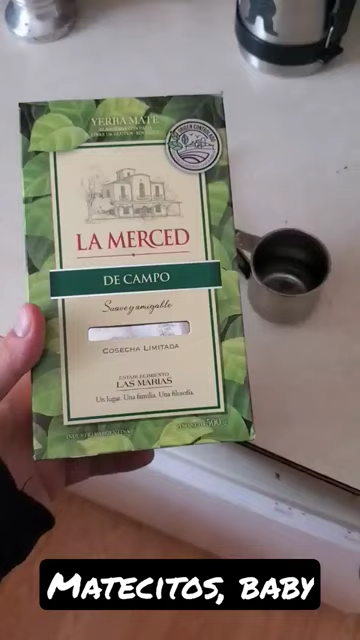 YERBA MATE
LA MERCED
DE CAMPO
Suave y amigable
COSECHA LIMITADA
ESTABLECIMIENTO
LAS MARIAS
Un lugar. Una familia. Una filosofía.
MATECITOS, BABY